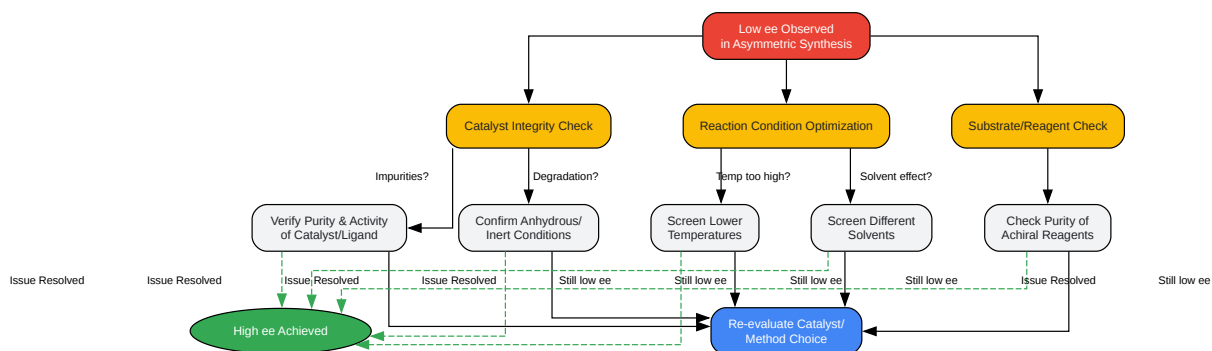 Low ee Observed
in Asymmetric Synthesis
Catalyst Integrity Check
Reaction Condition Optimization
Substrate/Reagent Check
Impurities?
Degradation?
Temp too high?
Solvent effect?
Verify Purity & Activity
of Catalyst/Ligand
Confirm Anhydrous/
Inert Conditions
Screen Lower
Temperatures
Screen Different
Solvents
Check Purity of
Achiral Reagents
Issue Resolved
Issue Resolved
Issue Resolved
Issue Resolved
Still low ee
Still low ee
Still low ee
Still low ee
Issue Resolved
Still low ee
High ee Achieved
Re-evaluate Catalyst/
Method Choice